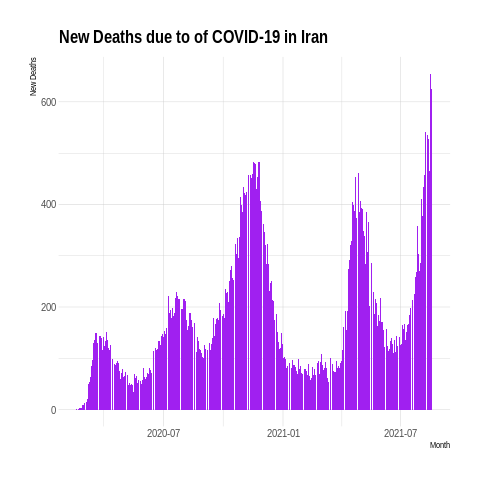 New Deaths due to of COVID-19 in Iran
New Deaths
600
400
200
0
2020-07
2021-01
2021-07
Month